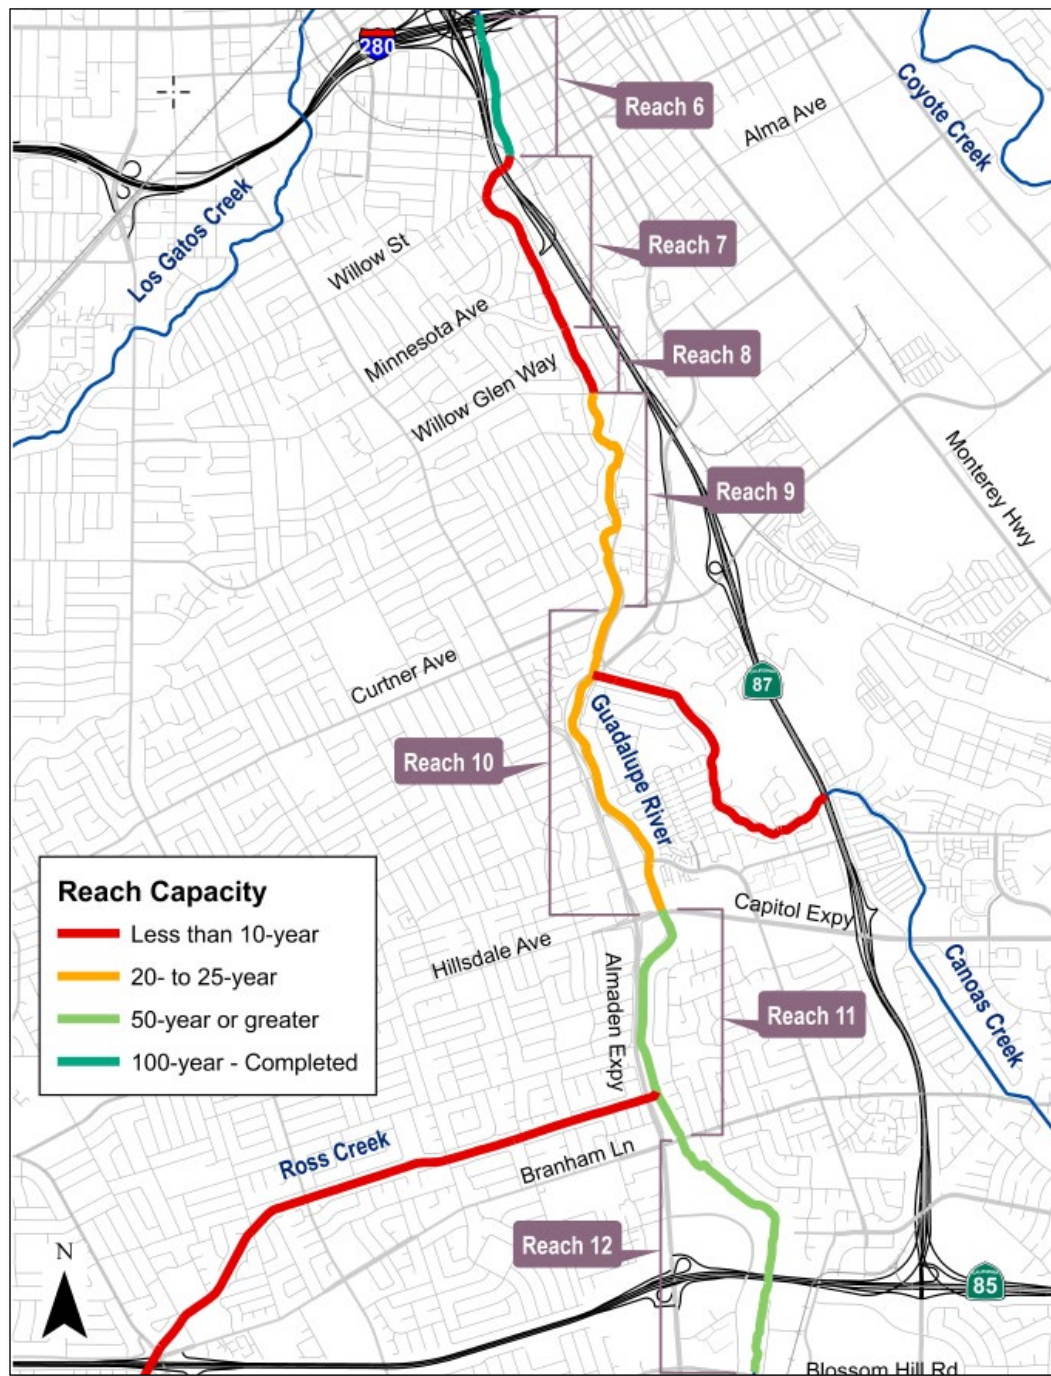 280
Reach 6
Alma Ave
Coyote Creek
Los Gatos Creek
Willow St
Reach 7
Minnesota Ave
Reach 8
Willow Glen Way
Monterey Hwy
Reach 9
Curtner Ave
87
Guadalupe River
Reach 10
Reach Capacity
Less than 10-year
20- to 25-year
50-year or greater
100-year - Completed
Capitol Expy
Hillsdale Ave
Almaden Expy
Canoas Creek
Reach 11
Ross Creek
Branham Ln
Reach 12
N
85
Blossom Hill Rd